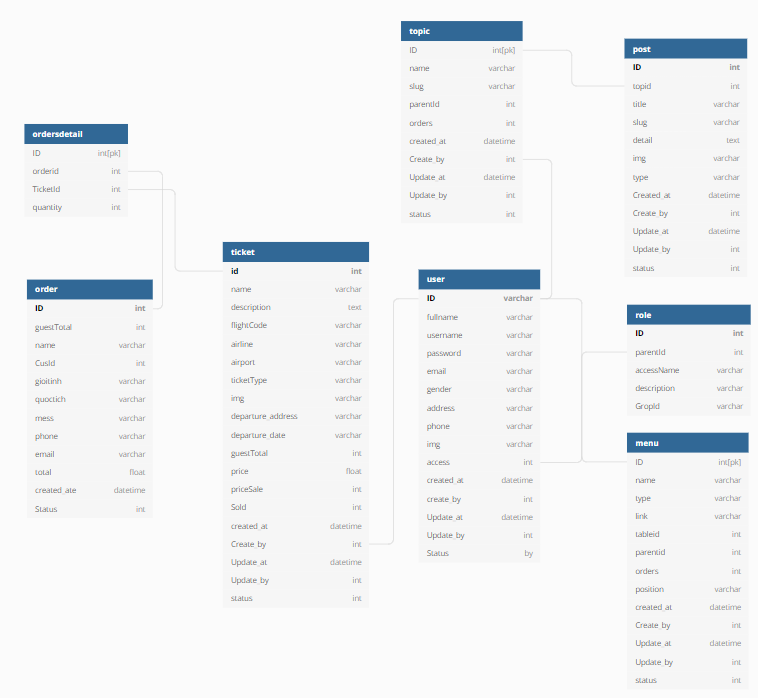 topic
ID int[pk]
name varchar
slug varchar
parentId int
orders int
created_at datetime
Create_by int
Update_at datetime
Update_by int
status int
post
ID int
topid int
title varchar
slug varchar
detail text
img varchar
type varchar
Created_at datetime
Create_by int
Update_at datetime
Update_by int
status int
ordersdetail
ID int[pk]
orderid int
TicketId int
quantity int
ticket
id int
name varchar
description text
flightCode varchar
airline varchar
airport varchar
ticketType varchar
img varchar
departure_address varchar
departure_date varchar
guestTotal int
price float
priceSale int
Sold int
created_at datetime
Create_by int
Update_at datetime
Update_by int
status int
order
ID int
guestTotal int
name varchar
CusId int
gioitinh varchar
quoctich varchar
mess varchar
phone varchar
email varchar
total float
created_ate datetime
Status int
user
ID varchar
fullname varchar
username varchar
password varchar
email varchar
gender varchar
address varchar
phone varchar
img varchar
access int
created_at datetime
create_by int
Update_at datetime
Update_by int
Status by
role
ID int
parentId int
accessName varchar
description varchar
GropId varchar
menu
ID int[pk]
name varchar
type varchar
link varchar
tableid int
parentid int
orders int
position varchar
created_at datetime
Create_by int
Update_at datetime
Update_by int
status int